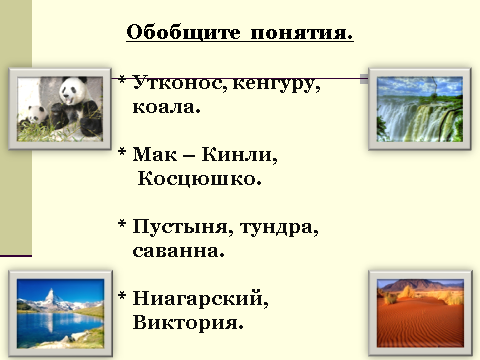 Обобщите понятия.
* Утконос, кенгуру,
коала.
* Мак – Кинли,
Косцюшко.
* Пустыня, тундра,
саванна.
* Ниагарский,
Виктория.